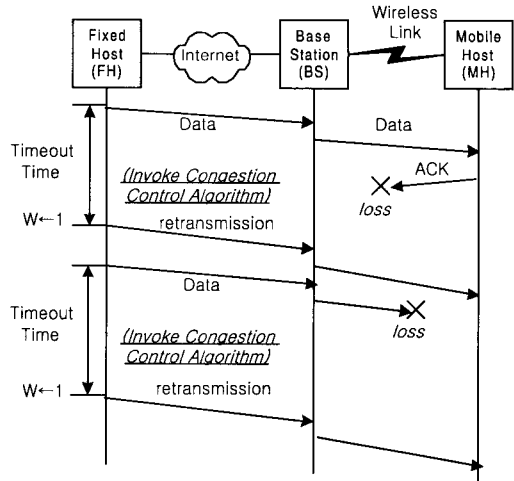 Wireless
Link
Fixed
Host
(FH)
Internet
Base
Station
(BS)
Mobile
Host
(MH)
Data
Data
Timeout
Time
(Invoke Congestion
Control Algorithm)
ACK
loss
W←1
retransmission
Data
Timeout
Time
loss
(Invoke Congestion
Control Algorithm)
W←1
retransmission